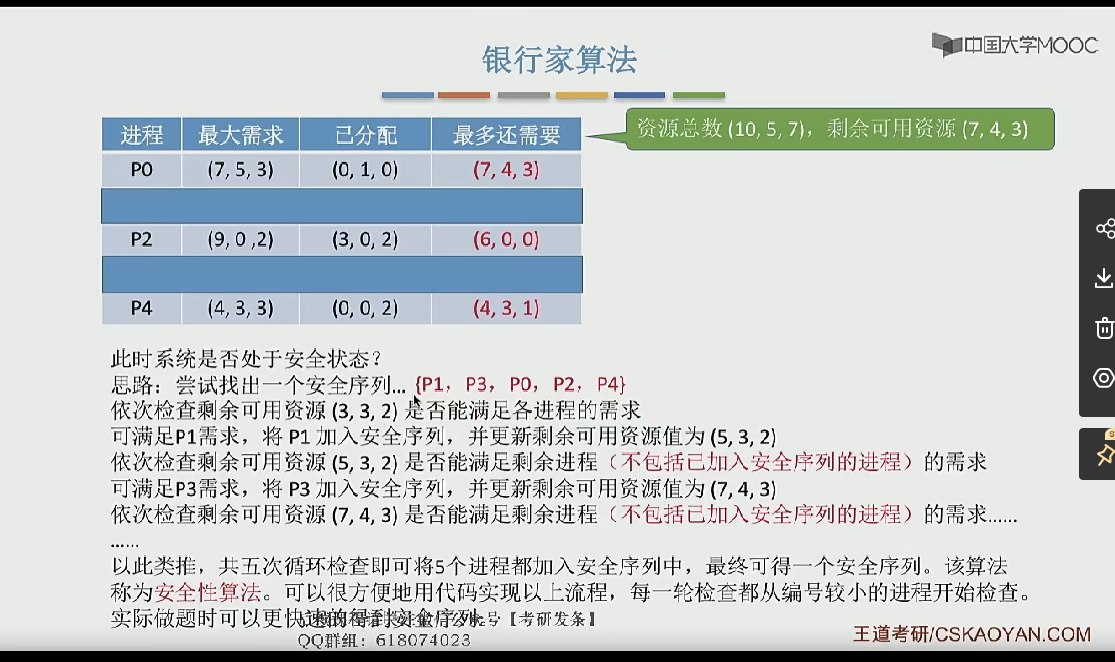 中国大学MOOC
银行家算法
资源总数 (10, 5, 7)，剩余可用资源 (7, 4, 3)
进程 最大需求 已分配 最多还需要
P0 (7, 5, 3) (0, 1, 0) (7, 4, 3)
P2 (9, 0 ,2) (3, 0, 2) (6, 0, 0)
P4 (4, 3, 3) (0, 0, 2) (4, 3, 1)
此时系统是否处于安全状态？
思路：尝试找出一个安全序列... {P1，P3，P0，P2，P4}
依次检查剩余可用资源 (3, 3, 2) 是否能满足各进程的需求
可满足P1需求，将 P1 加入安全序列，并更新剩余可用资源值为 (5, 3, 2)
依次检查剩余可用资源 (5, 3, 2) 是否能满足剩余进程（不包括已加入安全序列的进程）的需求
可满足P3需求，将 P3 加入安全序列，并更新剩余可用资源值为 (7, 4, 3)
依次检查剩余可用资源 (7, 4, 3) 是否能满足剩余进程（不包括已加入安全序列的进程）的需求......
......
以此类推，共五次循环检查即可将5个进程都加入安全序列中，最终可得一个安全序列。该算法
称为安全性算法。可以很方便地用代码实现以上流程，每一轮检查都从编号较小的进程开始检查。
实际做题时可以更快速的得到安全序列。
【考研发条】
QQ群组：618074023
王道考研/CSKAOYAN.COM